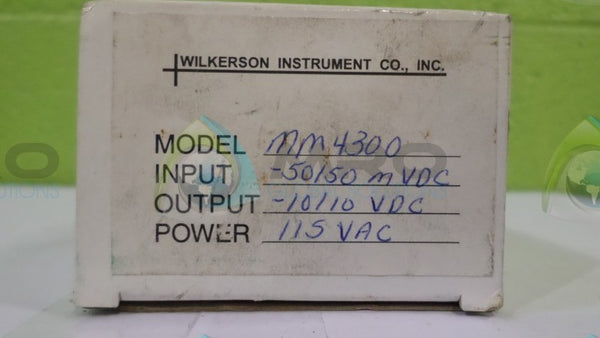 WILKERSON INSTRUMENT CO., INC.
MODEL MM4300
INPUT -50/50 mVDC
OUTPUT -10/10 VDC
POWER 115 VAC